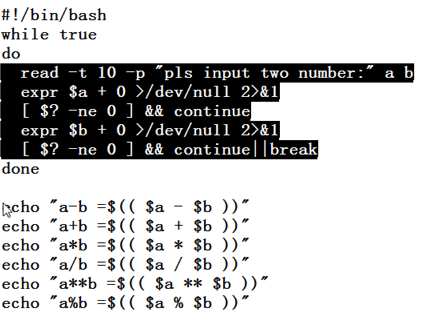 #!/bin/bash
while true
do
  read -t 10 -p "pls input two number:" a b
  expr $a + 0 >/dev/null 2>&1
  [ $? -ne 0 ] && continue
  expr $b + 0 >/dev/null 2>&1
  [ $? -ne 0 ] && continue||break
done

echo "a-b =$(( $a - $b ))"
echo "a+b =$(( $a + $b ))"
echo "a*b =$(( $a * $b ))"
echo "a/b =$(( $a / $b ))"
echo "a**b =$(( $a ** $b ))"
echo "a%b =$(( $a % $b ))"